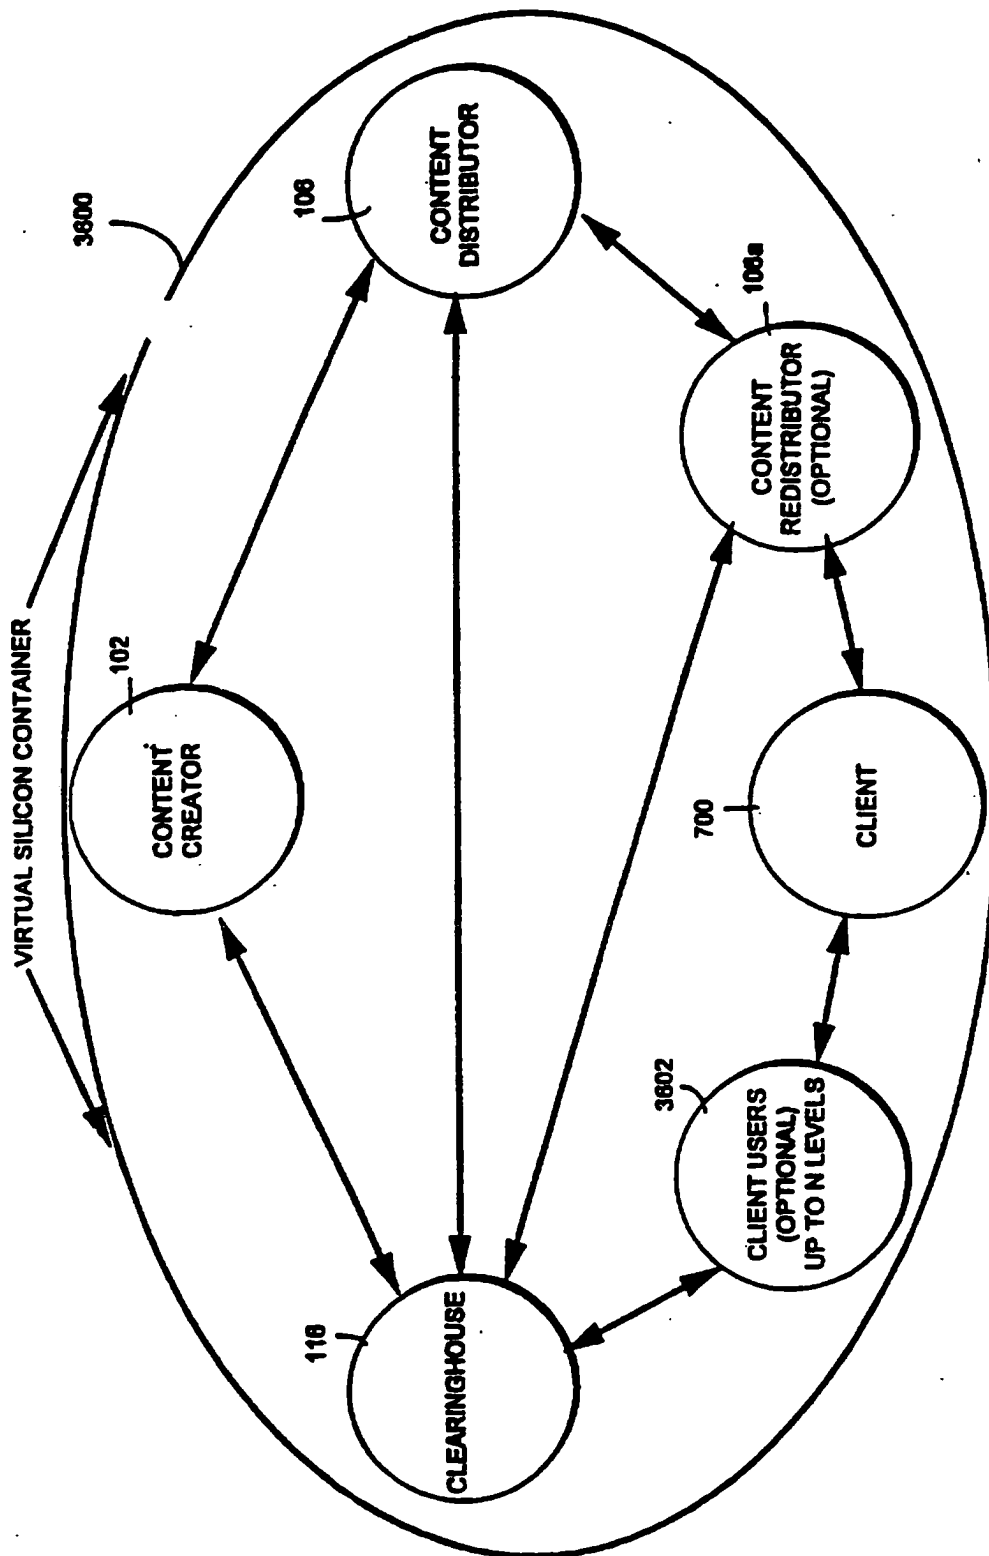 VIRTUAL SILICON CONTAINER
3600
102
CONTENT
CREATOR
116
CLEARINGHOUSE
106
CONTENT
DISTRIBUTOR
3602
CLIENT USERS
(OPTIONAL)
UP TO N LEVELS
700
CLIENT
106a
CONTENT
REDISTRIBUTOR
(OPTIONAL)